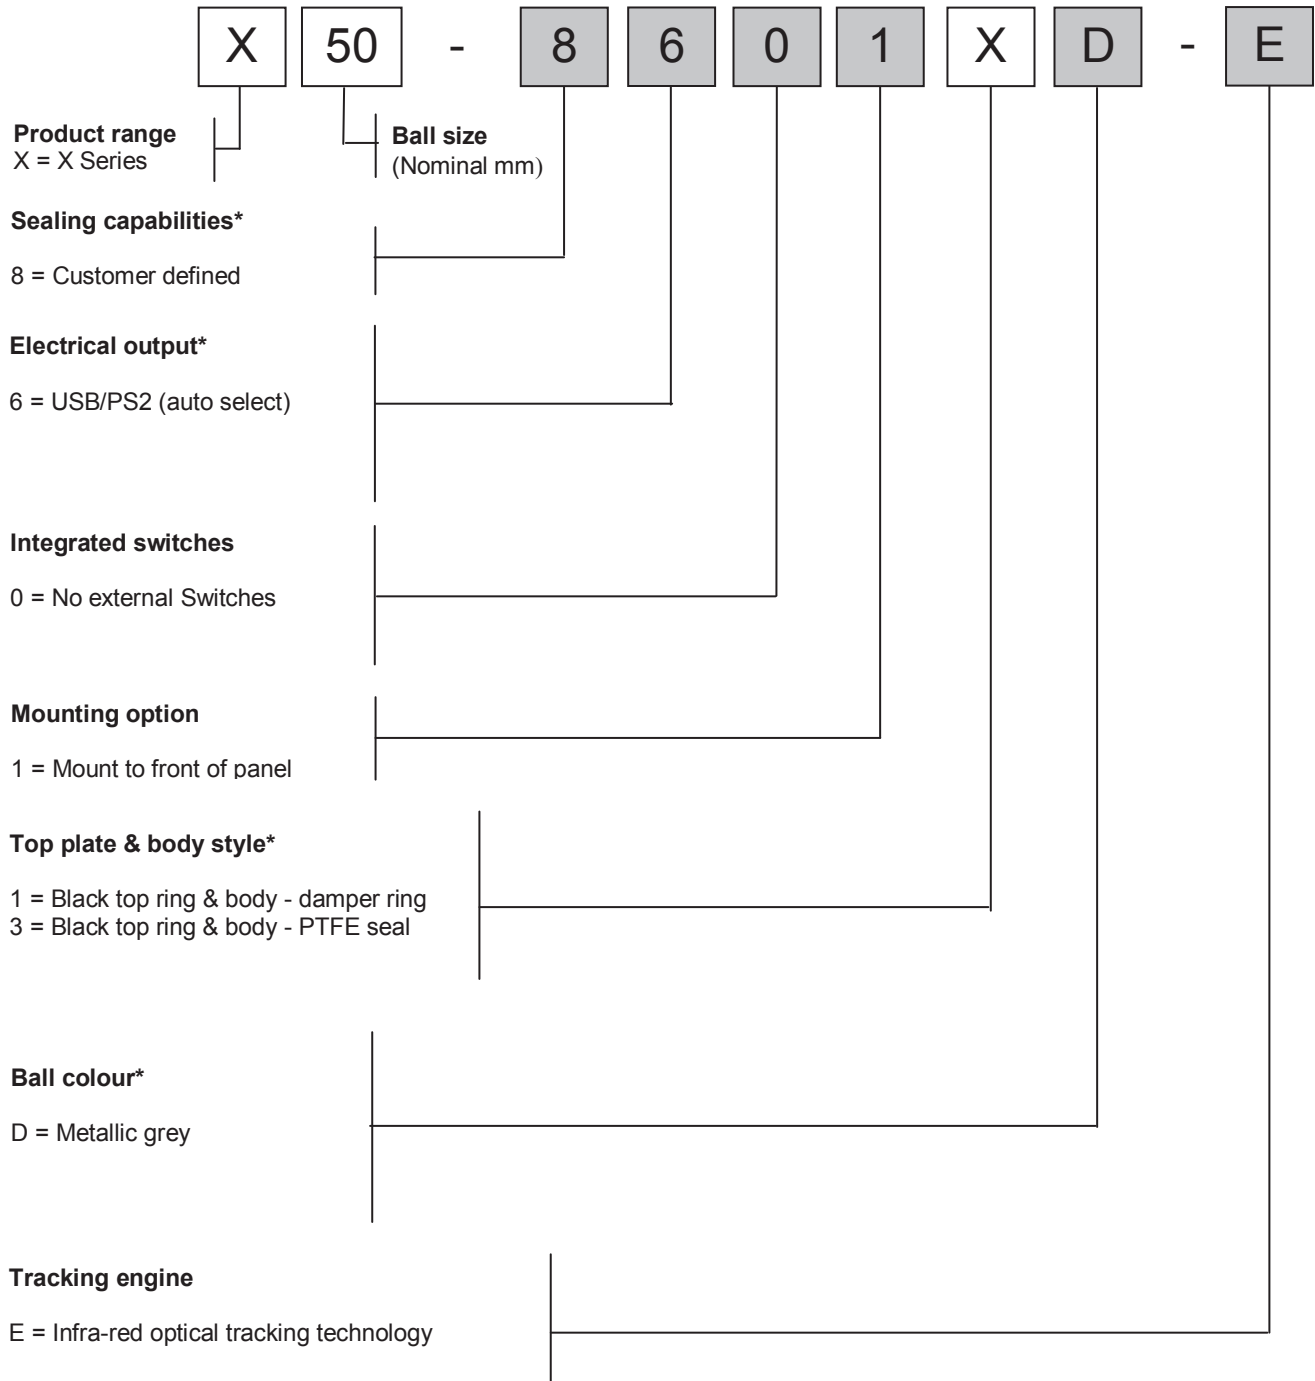 X 50 - 8 6 0 1 X D - E
Product range
X = X Series
Ball size
(Nominal mm)
Sealing capabilities*
8 = Customer defined
Electrical output*
6 = USB/PS2 (auto select)
Integrated switches
0 = No external Switches
Mounting option
1 = Mount to front of panel
Top plate & body style*
1 = Black top ring & body - damper ring
3 = Black top ring & body - PTFE seal
Ball colour*
D = Metallic grey
Tracking engine
E = Infra-red optical tracking technology